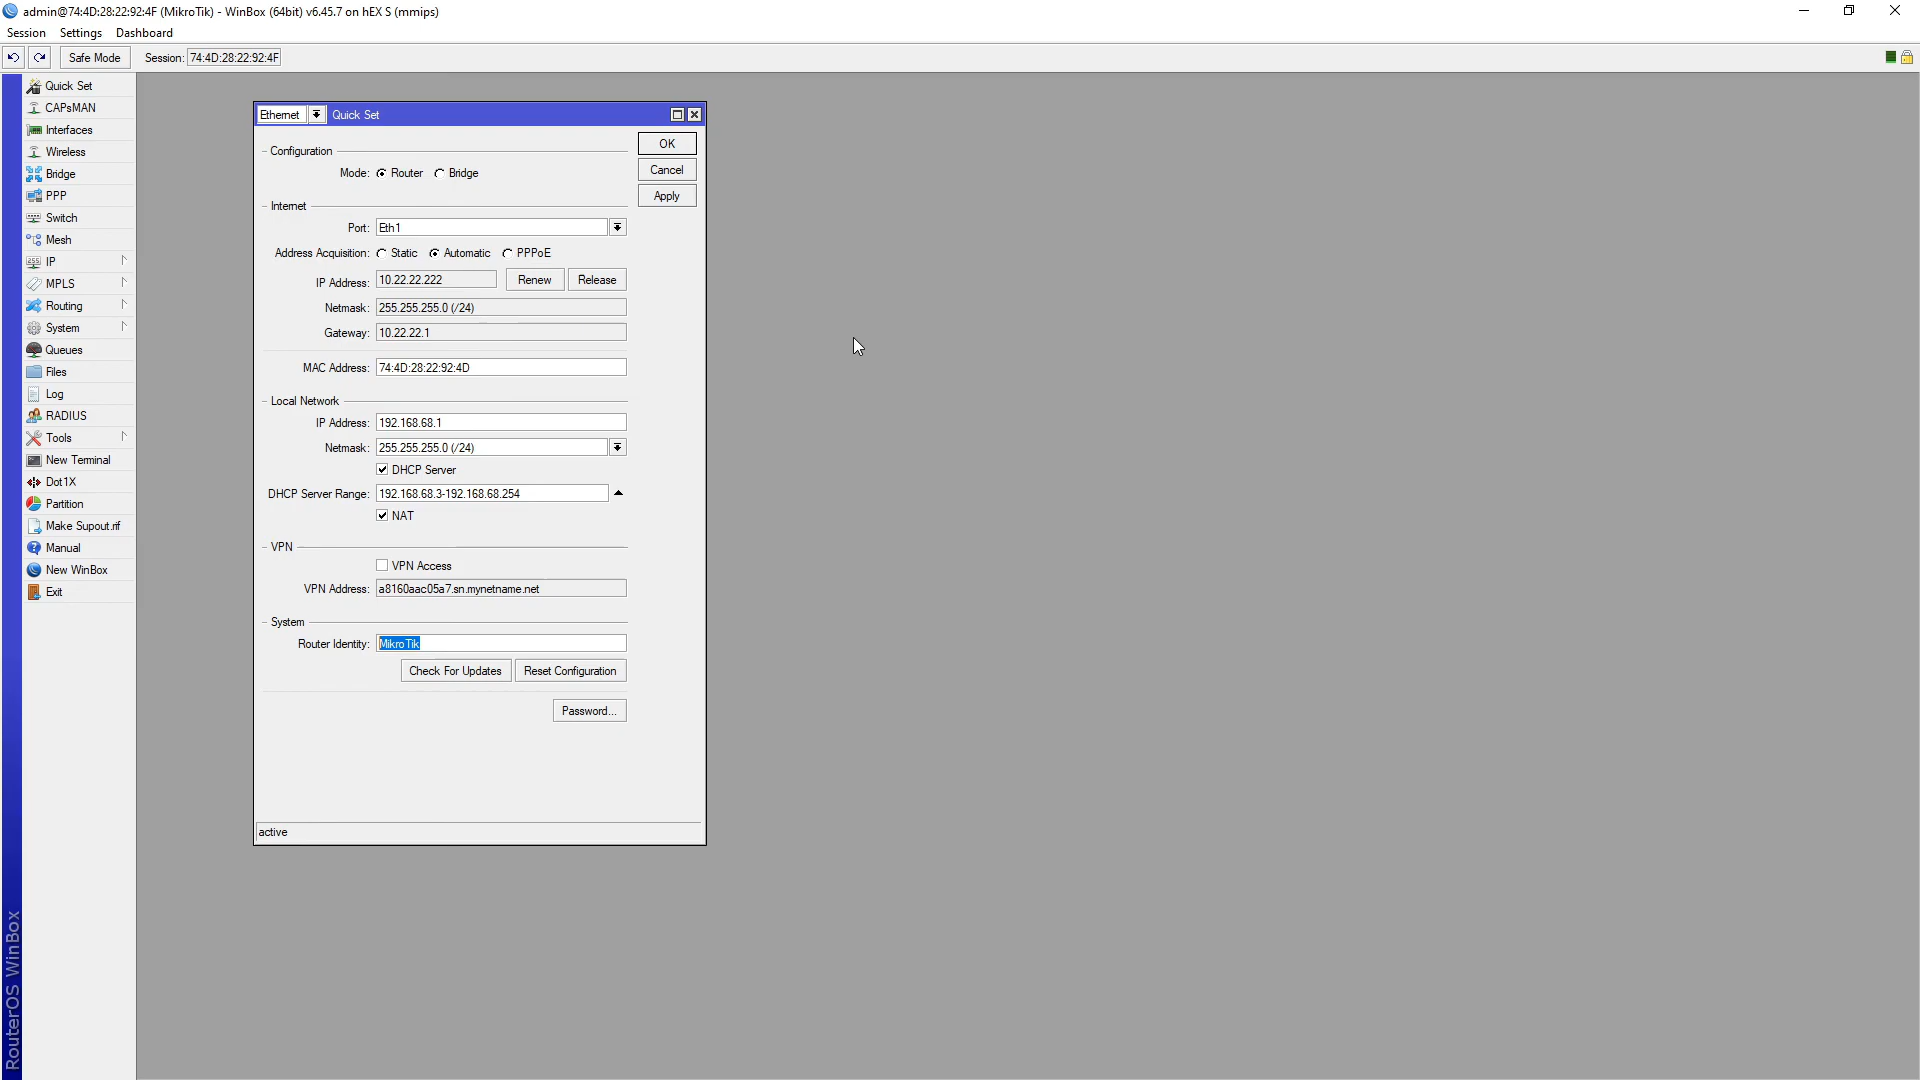 admin@74:4D:28:22:92:4F (MikroTik) - WinBox (64bit) v6.45.7 on hEX S (mmips)
Session Settings Dashboard
Safe Mode Session: 74:4D:28:22:92:4F
Quick Set
CAPsMAN
Interfaces
Wireless
Bridge
PPP
Switch
Mesh
IP
MPLS
Routing
System
Queues
Files
Log
RADIUS
Tools
New Terminal
Dot1X
Partition
Make Supout.rif
Manual
New WinBox
Exit
RouterOS WinBox
Ethernet Quick Set
OK
Cancel
Apply
Configuration
Mode: Router Bridge
Internet
Port: Eth1
Address Acquisition: Static Automatic PPPoE
IP Address: 10.22.22.222 Renew Release
Netmask: 255.255.255.0 (/24)
Gateway: 10.22.22.1
MAC Address: 74:4D:28:22:92:4D
Local Network
IP Address: 192.168.68.1
Netmask: 255.255.255.0 (/24)
DHCP Server
DHCP Server Range: 192.168.68.3-192.168.68.254
NAT
VPN
VPN Access
VPN Address: a8160aac05a7.sn.mynetname.net
System
Router Identity: MikroTik
Check For Updates Reset Configuration
Password...
active